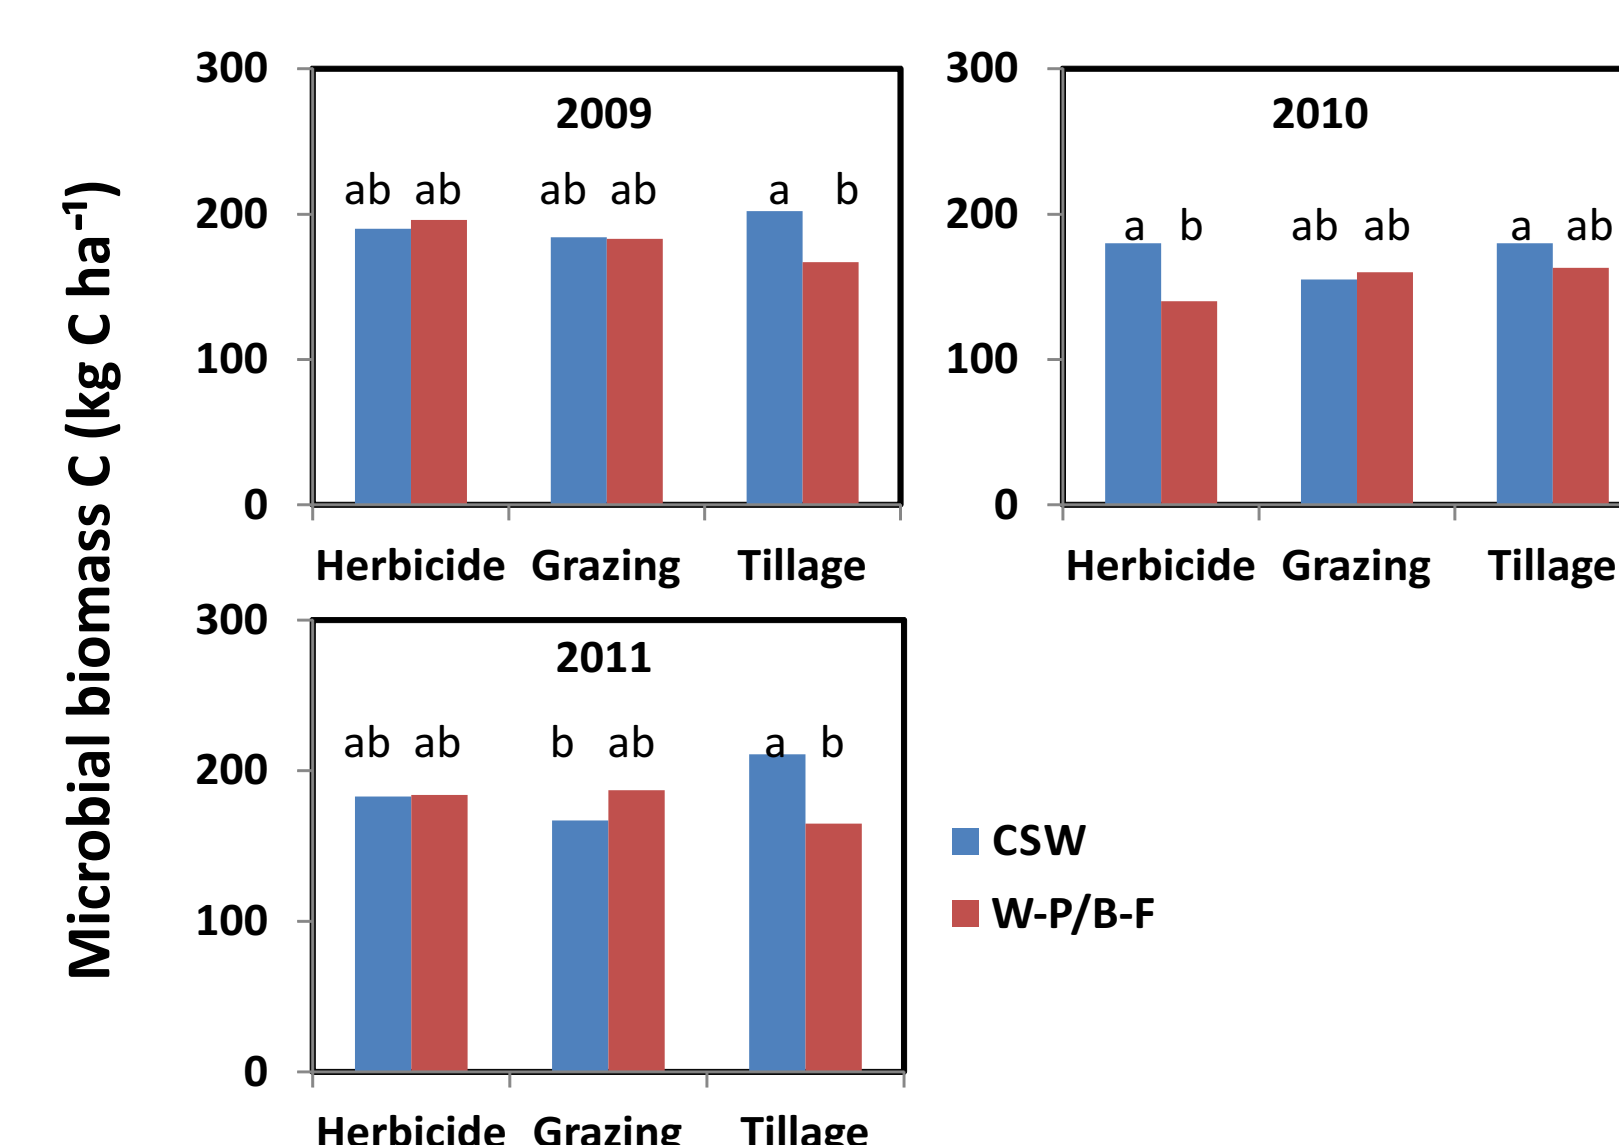 Microbial biomass C (kg C ha⁻¹)
300
200
100
0
2009
ab ab ab ab a b
Herbicide Grazing Tillage
300
200
100
0
2010
a b ab ab a ab
Herbicide Grazing Tillage
300
200
100
0
2011
ab ab b ab a b
Herbicide Grazing Tillage
CSW
W-P/B-F